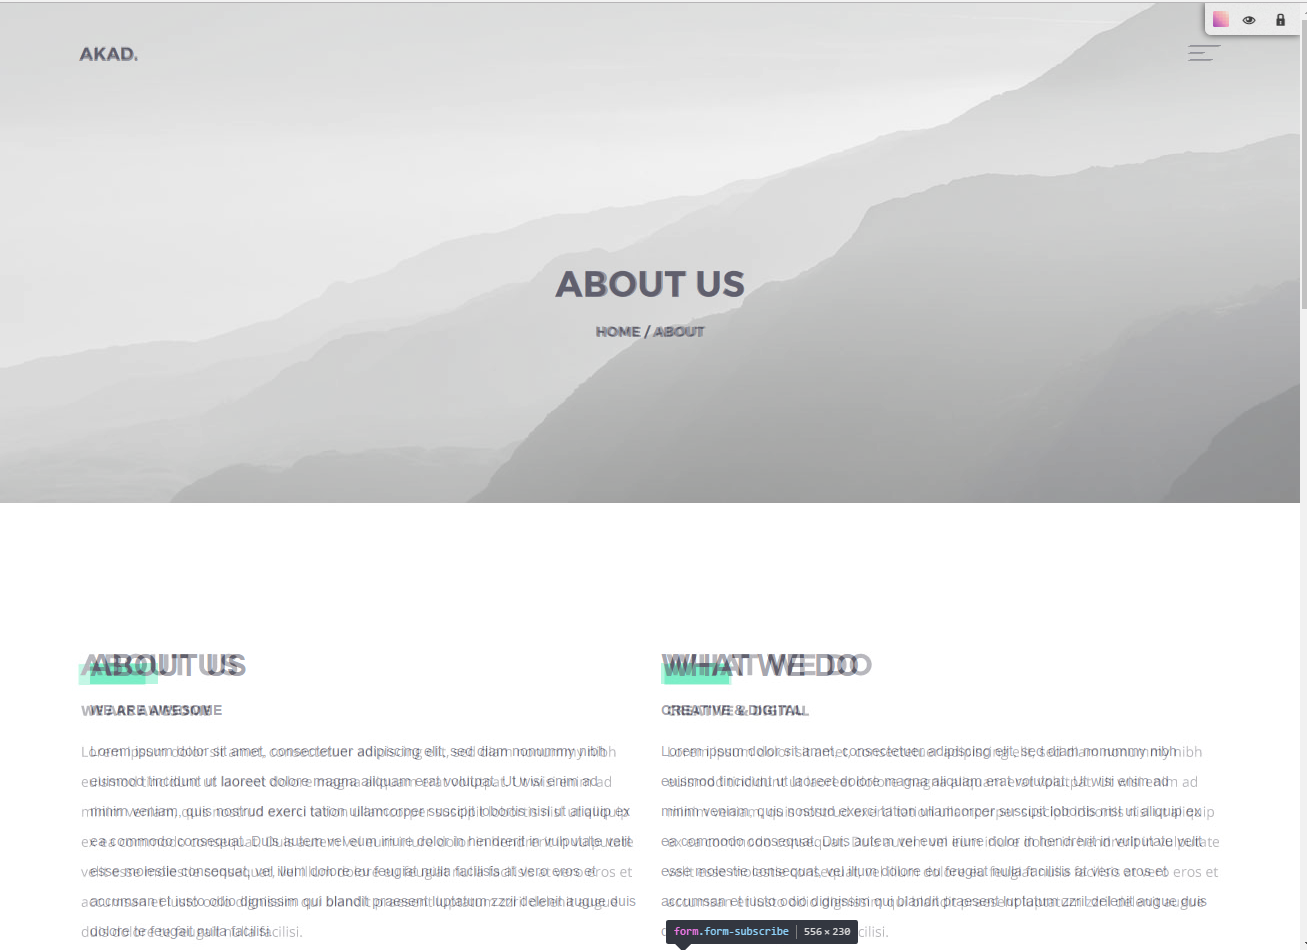 AKAD.
ABOUT US
HOME / ABOUT
ABOUT US
WE ARE AWESOME
Lorem ipsum dolor sit amet, consectetuer adipiscing elit, sed diam nonummy nibh
euismod tincidunt ut laoreet dolore magna aliquam erat volutpat. Ut wisi enim ad
minim veniam, quis nostrud exerci tation ullamcorper suscipit lobortis nisl ut aliquip ex
ea commodo consequat. Duis autem vel eum iriure dolor in hendrerit in vulputate velit
esse molestie consequat, vel illum dolore eu feugiat nulla facilisis at vero eros et
accumsan et iusto odio dignissim qui blandit praesent luptatum zzril delenit augue duis
dolore te feugait nulla facilisi.
WHAT WE DO
CREATIVE & DIGITAL
Lorem ipsum dolor sit amet, consectetuer adipiscing elit, sed diam nonummy nibh
euismod tincidunt ut laoreet dolore magna aliquam erat volutpat. Ut wisi enim ad
minim veniam, quis nostrud exerci tation ullamcorper suscipit lobortis nisl ut aliquip ex
ea commodo consequat. Duis autem vel eum iriure dolor in hendrerit in vulputate velit
esse molestie consequat, vel illum dolore eu feugiat nulla facilisis at vero eros et
accumsan et iusto odio dignissim qui blandit praesent luptatum zzril delenit augue duis
form.form-subscribe | 556 × 230